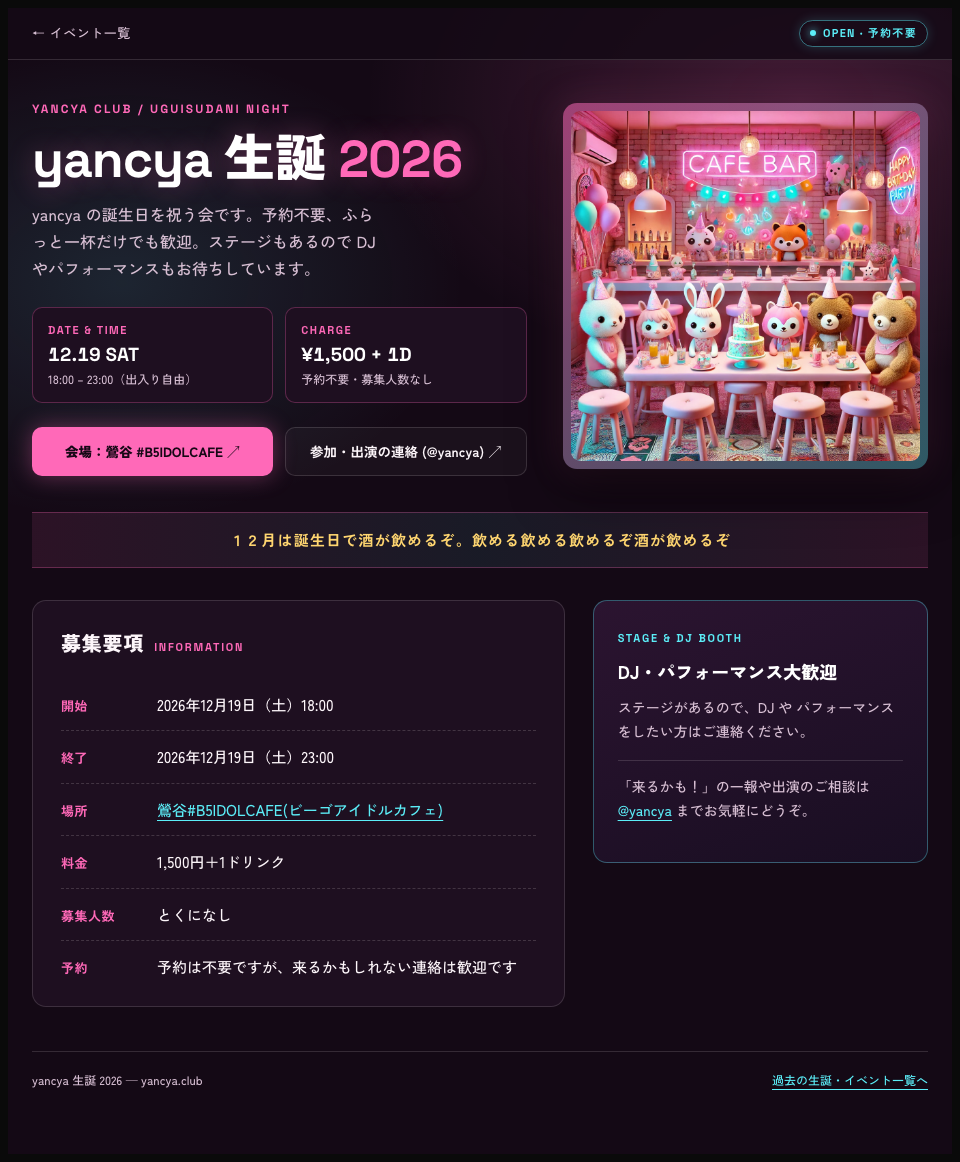 ← イベント一覧
OPEN · 予約不要
YANCYA CLUB / UGUISUDANI NIGHT
yancya 生誕 2026
yancya の誕生日を祝う会です。予約不要、ふら
っと一杯だけでも歓迎。ステージもあるので DJ
やパフォーマンスもお待ちしています。
DATE & TIME
12.19 SAT
18:00 – 23:00（出入り自由）
CHARGE
¥1,500 + 1D
予約不要・募集人数なし
会場：鶯谷 #B5IDOLCAFE ↗
参加・出演の連絡 (@yancya) ↗
CAFE BAR
HAPPY
BATHDAY
PARTY
１２月は誕生日で酒が飲めるぞ。飲める飲める飲めるぞ酒が飲めるぞ
募集要項 INFORMATION
開始 2026年12月19日（土）18:00
終了 2026年12月19日（土）23:00
場所 鶯谷#B5IDOLCAFE(ビーゴアイドルカフェ)
料金 1,500円＋1ドリンク
募集人数 とくになし
予約 予約は不要ですが、来るかもしれない連絡は歓迎です
STAGE & DJ BOOTH
DJ・パフォーマンス大歓迎
ステージがあるので、DJ や パフォーマンス
をしたい方はご連絡ください。
「来るかも！」の一報や出演のご相談は
@yancya までお気軽にどうぞ。
yancya 生誕 2026 — yancya.club
過去の生誕・イベント一覧へ